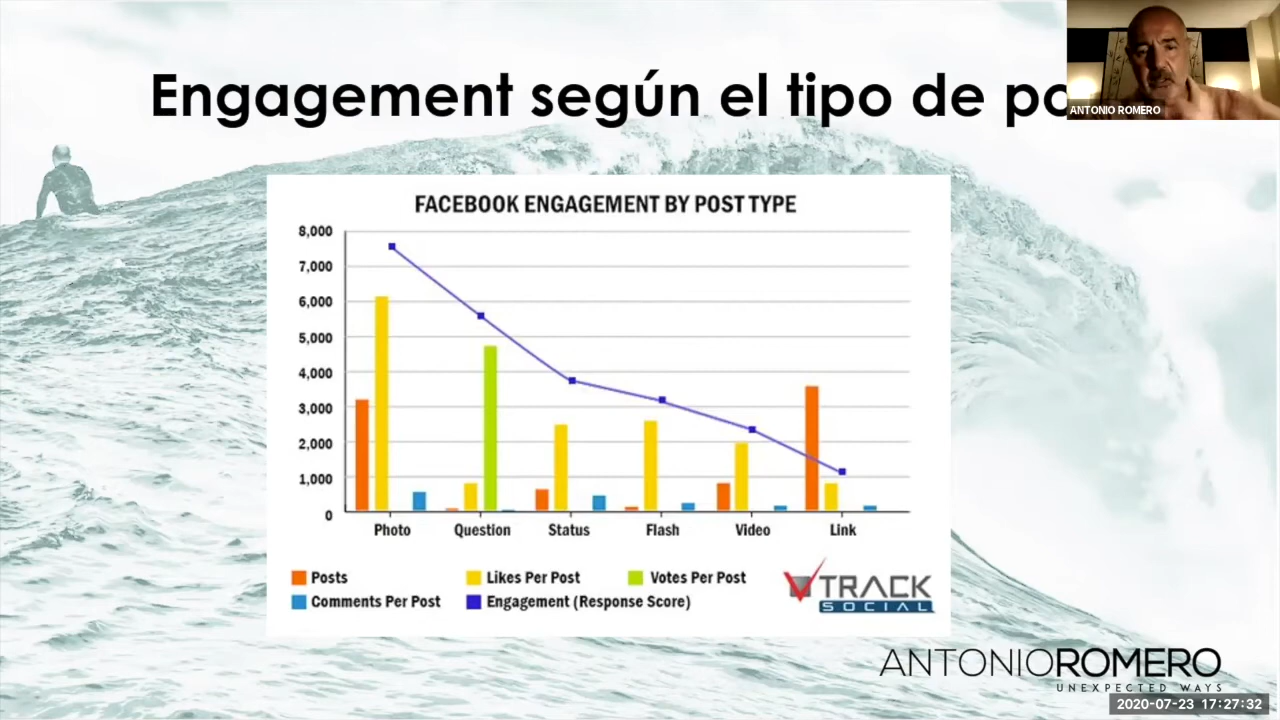 Engagement según el tipo de po
ANTONIO ROMERO
FACEBOOK ENGAGEMENT BY POST TYPE
8,000
7,000
6,000
5,000
4,000
3,000
2,000
1,000
0
Photo Question Status Flash Video Link
Posts Likes Per Post Votes Per Post
Comments Per Post Engagement (Response Score)
TRACK
SOCIAL
ANTONIOROMERO
UNEXPECTED WAYS
2020-07-23 17:27:32